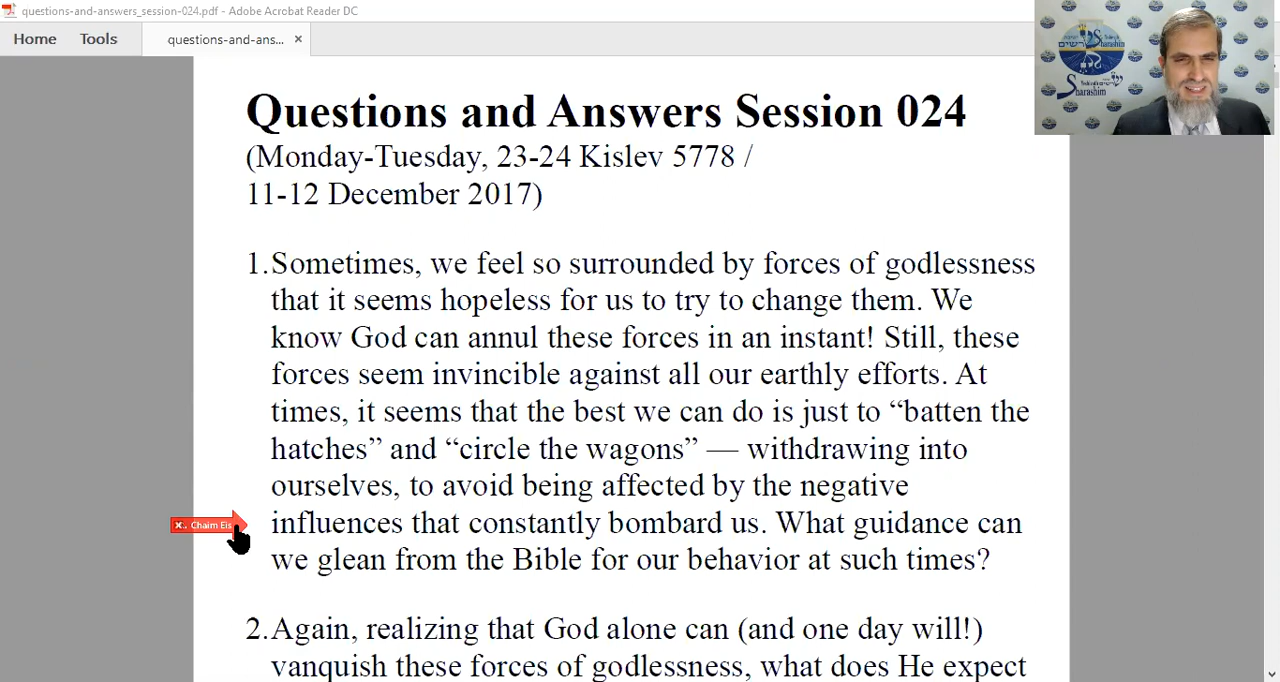 questions-and-answers_session-024.pdf - Adobe Acrobat Reader DC
Home Tools questions-and-ans... ×
Sharashim
Sharashim
Questions and Answers Session 024
(Monday-Tuesday, 23-24 Kislev 5778 /
11-12 December 2017)
1. Sometimes, we feel so surrounded by forces of godlessness
that it seems hopeless for us to try to change them. We
know God can annul these forces in an instant! Still, these
forces seem invincible against all our earthly efforts. At
times, it seems that the best we can do is just to “batten the
hatches” and “circle the wagons” — withdrawing into
ourselves, to avoid being affected by the negative
Chaim Eis
influences that constantly bombard us. What guidance can
we glean from the Bible for our behavior at such times?
2. Again, realizing that God alone can (and one day will!)
vanquish these forces of godlessness, what does He expect